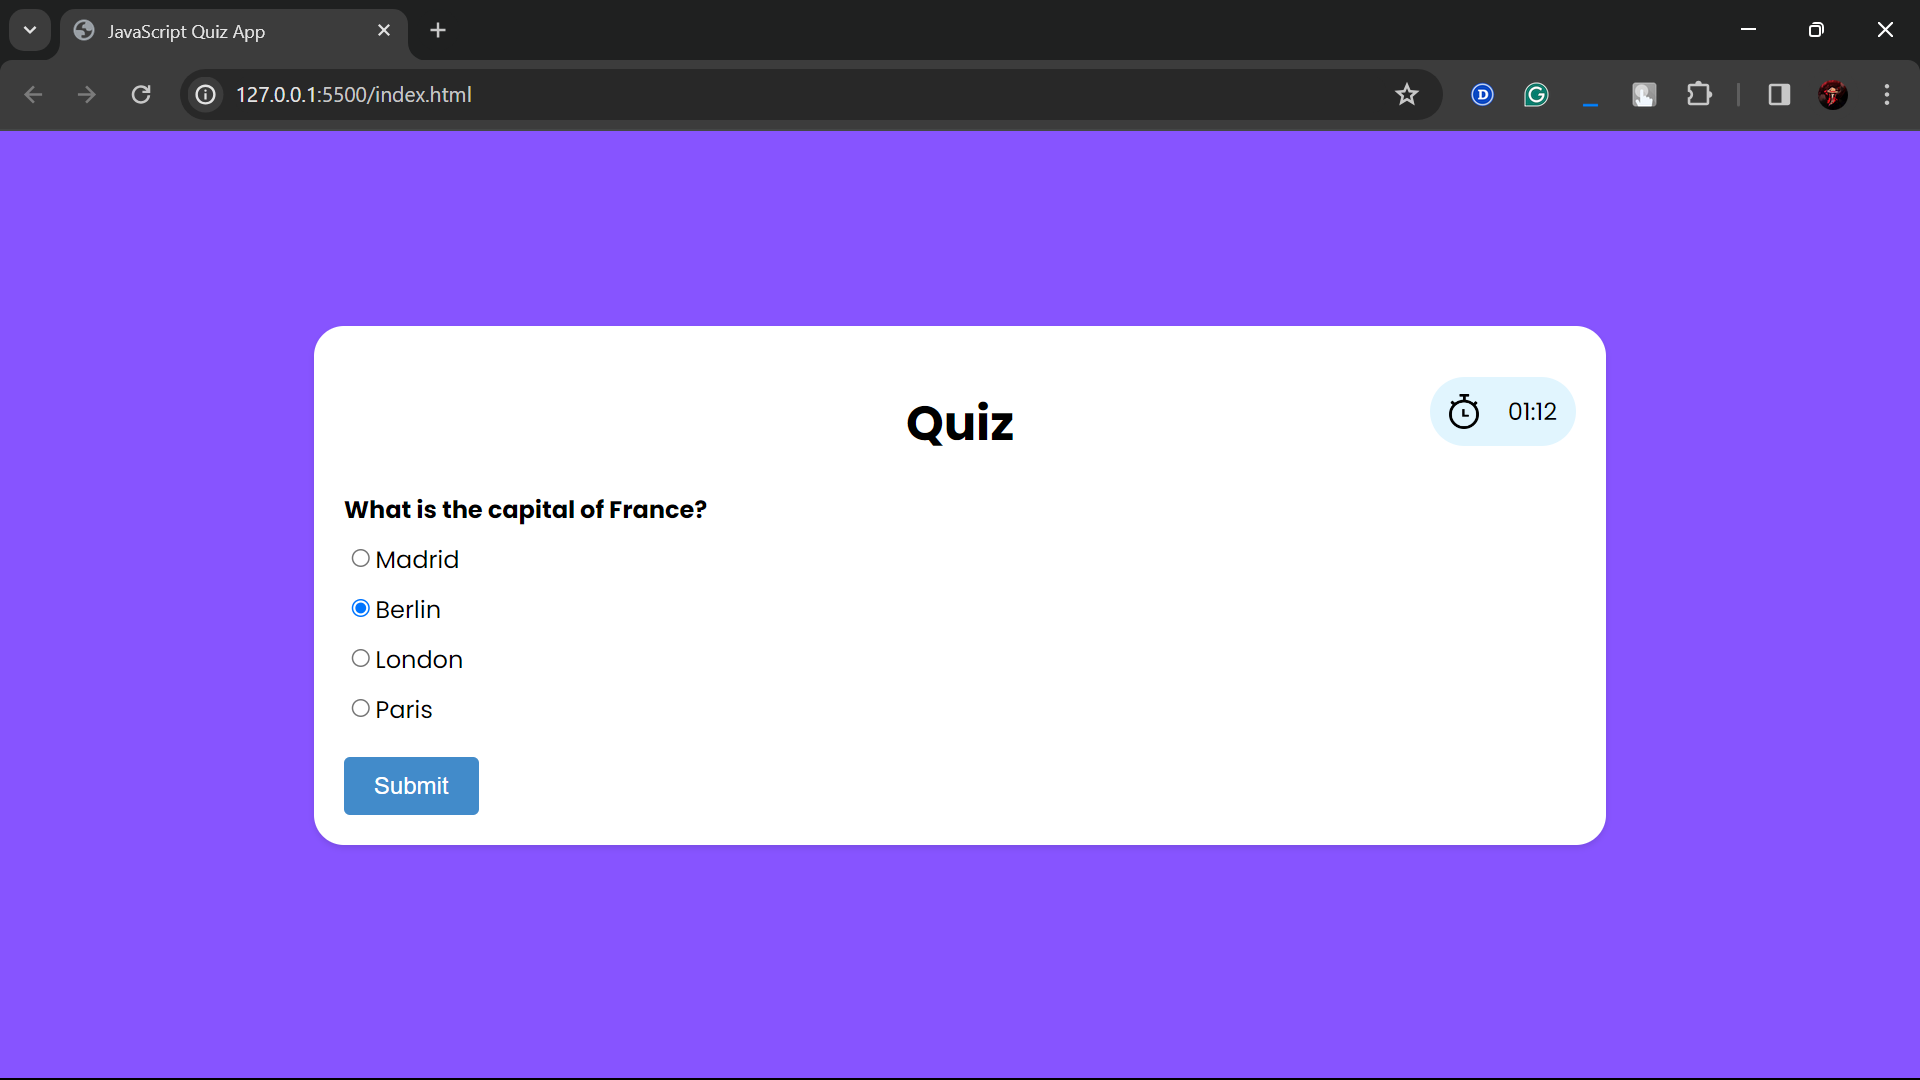 JavaScript Quiz App
127.0.0.1:5500/index.html
D
G
Quiz
01:12
What is the capital of France?
Madrid
Berlin
London
Paris
Submit